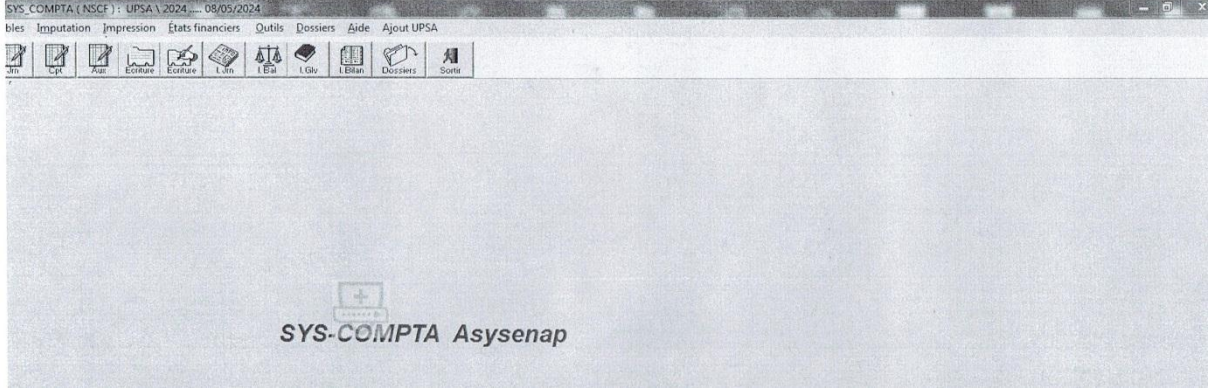 SYS_COMPTA ( NSCF ) : UPSA \ 2024 .... 08/05/2024
bles Imputation Impression États financiers Outils Dossiers Aide Ajout UPSA
Jrn Cpt Aux Ecriture Ecriture I. Jrn I. Bal I. Glv I. Bilan Dossiers Sortir
SYS-COMPTA Asysenap